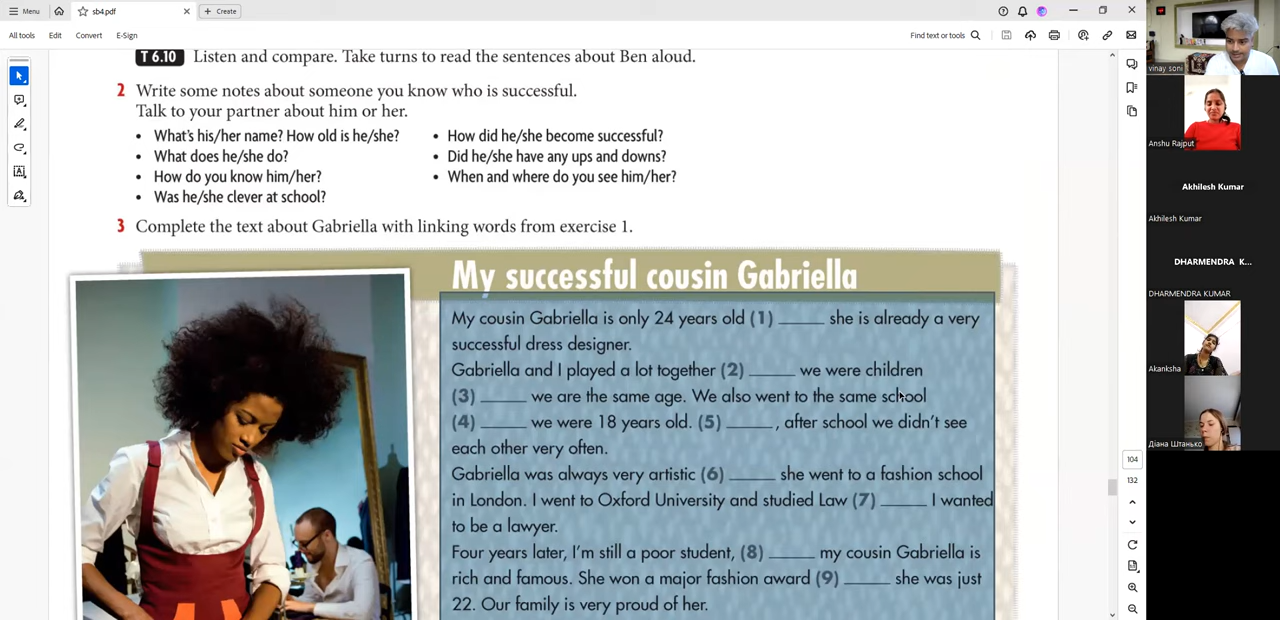 Menu
sb4.pdf
Create
All tools Edit Convert E-Sign
Find text or tools
T 6.10 Listen and compare. Take turns to read the sentences about Ben aloud.
2 Write some notes about someone you know who is successful.
Talk to your partner about him or her.
• What's his/her name? How old is he/she?
• What does he/she do?
• How do you know him/her?
• Was he/she clever at school?
• How did he/she become successful?
• Did he/she have any ups and downs?
• When and where do you see him/her?
3 Complete the text about Gabriella with linking words from exercise 1.
My successful cousin Gabriella
My cousin Gabriella is only 24 years old (1) _____ she is already a very
successful dress designer.
Gabriella and I played a lot together (2) _____ we were children
(3) _____ we are the same age. We also went to the same school
(4) _____ we were 18 years old. (5) _____, after school we didn't see
each other very often.
Gabriella was always very artistic (6) _____ she went to a fashion school
in London. I went to Oxford University and studied Law (7) _____ I wanted
to be a lawyer.
Four years later, I'm still a poor student, (8) _____ my cousin Gabriella is
rich and famous. She won a major fashion award (9) _____ she was just
22. Our family is very proud of her.
104
132
vinay soni
Anshu Rajput
Akhilesh Kumar
Akhilesh Kumar
DHARMENDRA K...
DHARMENDRA KUMAR
Akanksha
Діана Штанько